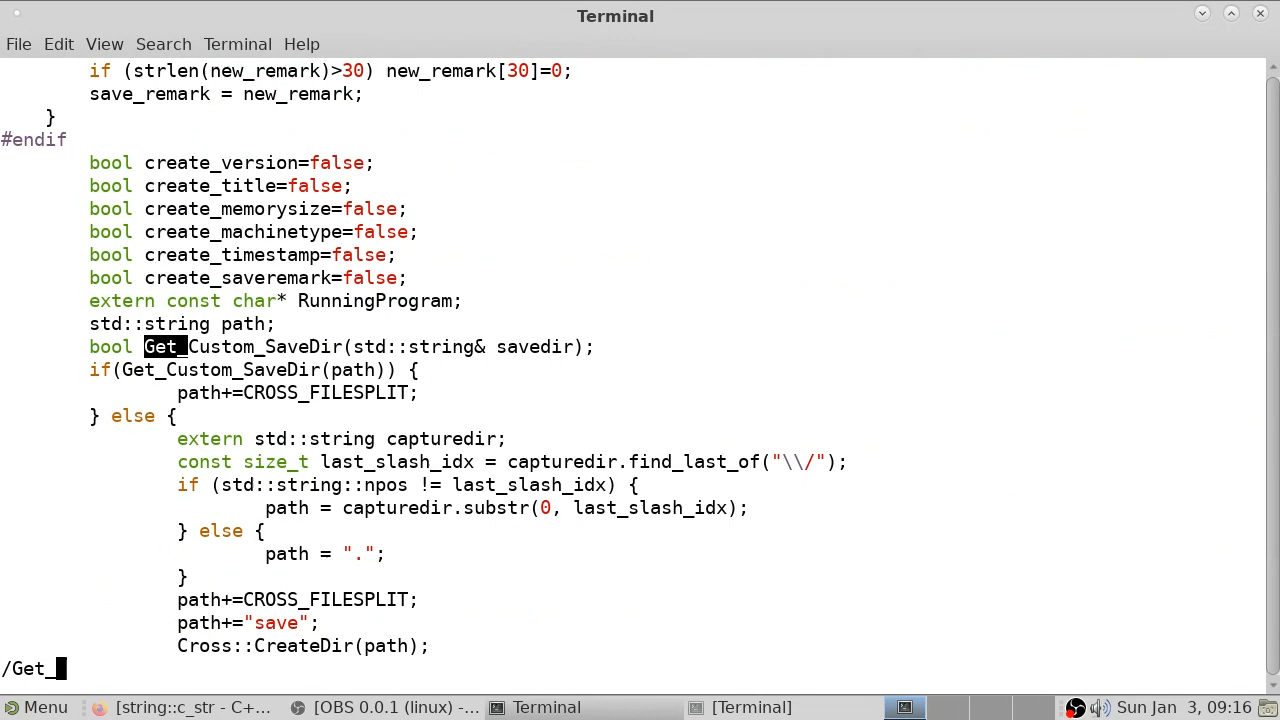 Terminal
File Edit View Search Terminal Help
if (strlen(new_remark)>30) new_remark[30]=0;
save_remark = new_remark;
}
#endif
bool create_version=false;
bool create_title=false;
bool create_memorysize=false;
bool create_machinetype=false;
bool create_timestamp=false;
bool create_saveremark=false;
extern const char* RunningProgram;
std::string path;
bool Get_Custom_SaveDir(std::string& savedir);
if(Get_Custom_SaveDir(path)) {
path+=CROSS_FILESPLIT;
} else {
extern std::string capturedir;
const size_t last_slash_idx = capturedir.find_last_of("\\/");
if (std::string::npos != last_slash_idx) {
path = capturedir.substr(0, last_slash_idx);
} else {
path = ".";
}
path+=CROSS_FILESPLIT;
path+="save";
Cross::CreateDir(path);
/Get_
Menu [string::c_str - C+... [OBS 0.0.1 (linux) -... Terminal [Terminal] Sun Jan 3, 09:16